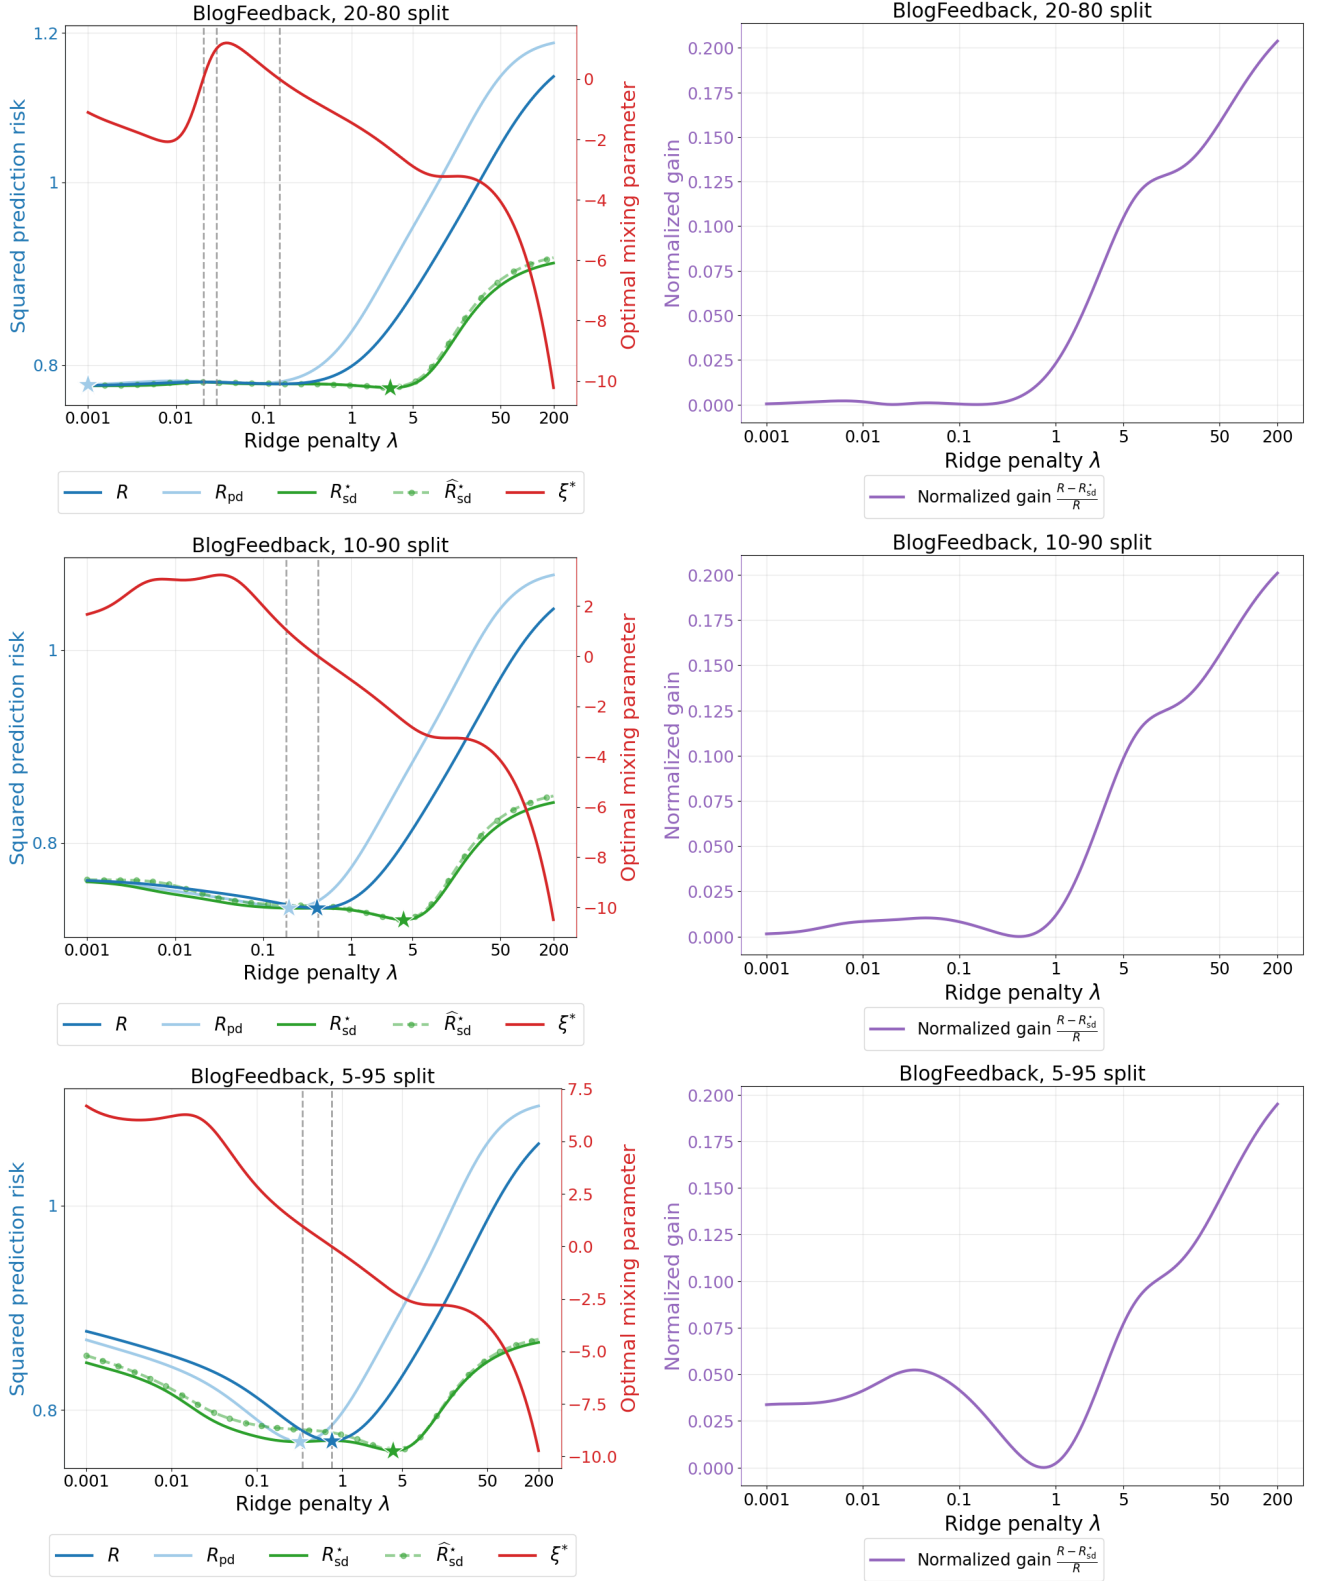 BlogFeedback, 20-80 split
Squared prediction risk
1.2
1
0.8
0
−2
−4
−6
−8
−10
Optimal mixing parameter
0.001 0.01 0.1 1 5 50 200
Ridge penalty λ
R R_pd R*_sd R̂*_sd ξ*
BlogFeedback, 20-80 split
Normalized gain
0.200
0.175
0.150
0.125
0.100
0.075
0.050
0.025
0.000
0.001 0.01 0.1 1 5 50 200
Ridge penalty λ
Normalized gain (R − R*_sd)/R
BlogFeedback, 10-90 split
Squared prediction risk
1
0.8
2
0
−2
−4
−6
−8
−10
Optimal mixing parameter
0.001 0.01 0.1 1 5 50 200
Ridge penalty λ
R R_pd R*_sd R̂*_sd ξ*
BlogFeedback, 10-90 split
Normalized gain
0.200
0.175
0.150
0.125
0.100
0.075
0.050
0.025
0.000
0.001 0.01 0.1 1 5 50 200
Ridge penalty λ
Normalized gain (R − R*_sd)/R
BlogFeedback, 5-95 split
Squared prediction risk
1
0.8
7.5
5.0
2.5
0.0
−2.5
−5.0
−7.5
−10.0
Optimal mixing parameter
0.001 0.01 0.1 1 5 50 200
Ridge penalty λ
R R_pd R*_sd R̂*_sd ξ*
BlogFeedback, 5-95 split
Normalized gain
0.200
0.175
0.150
0.125
0.100
0.075
0.050
0.025
0.000
0.001 0.01 0.1 1 5 50 200
Ridge penalty λ
Normalized gain (R − R*_sd)/R